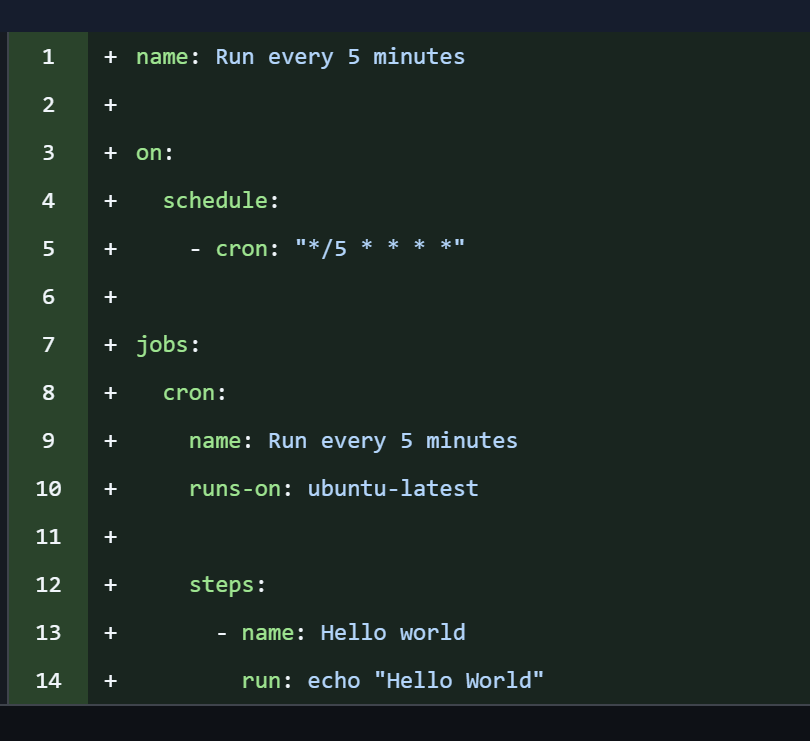 1 + name: Run every 5 minutes
2 +
3 + on:
4 +   schedule:
5 +     - cron: "*/5 * * * *"
6 +
7 + jobs:
8 +   cron:
9 +     name: Run every 5 minutes
10 +     runs-on: ubuntu-latest
11 +
12 +     steps:
13 +       - name: Hello world
14 +         run: echo "Hello World"